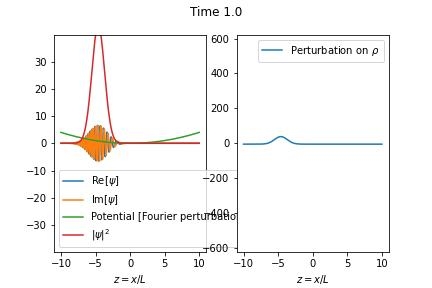 Time 1.0
30
20
10
0
−10
−20
−30
Re[ψ]
Im[ψ]
Potential [Fourier perturbatio
|ψ|²
−10 −5 0 5 10
z = x/L
600
400
200
0
−200
−400
−600
Perturbation on ρ
−10 −5 0 5 10
z = x/L